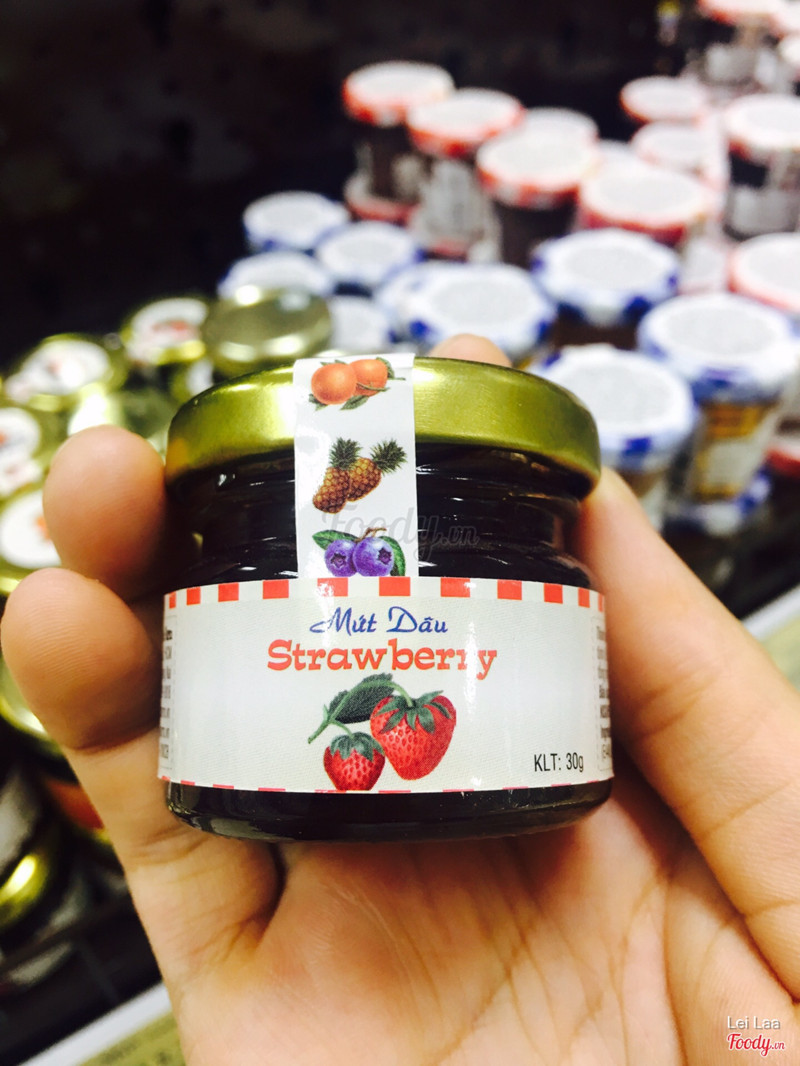 Foody.vn
Mứt Dâu
Strawberry
KLT: 30g
Lei Laa
Foody.vn